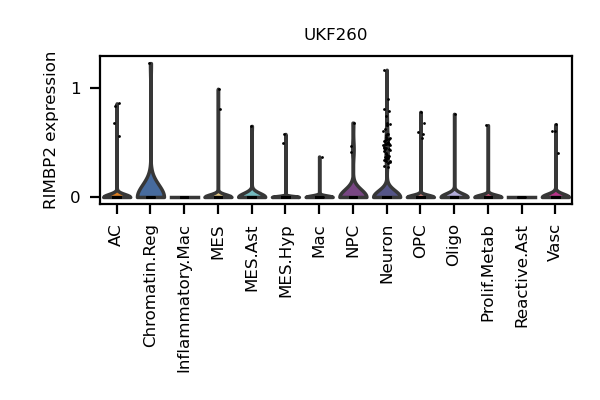 UKF260
RIMBP2 expression
1
0
AC
Chromatin.Reg
Inflammatory.Mac
MES
MES.Ast
MES.Hyp
Mac
NPC
Neuron
OPC
Oligo
Prolif.Metab
Reactive.Ast
Vasc